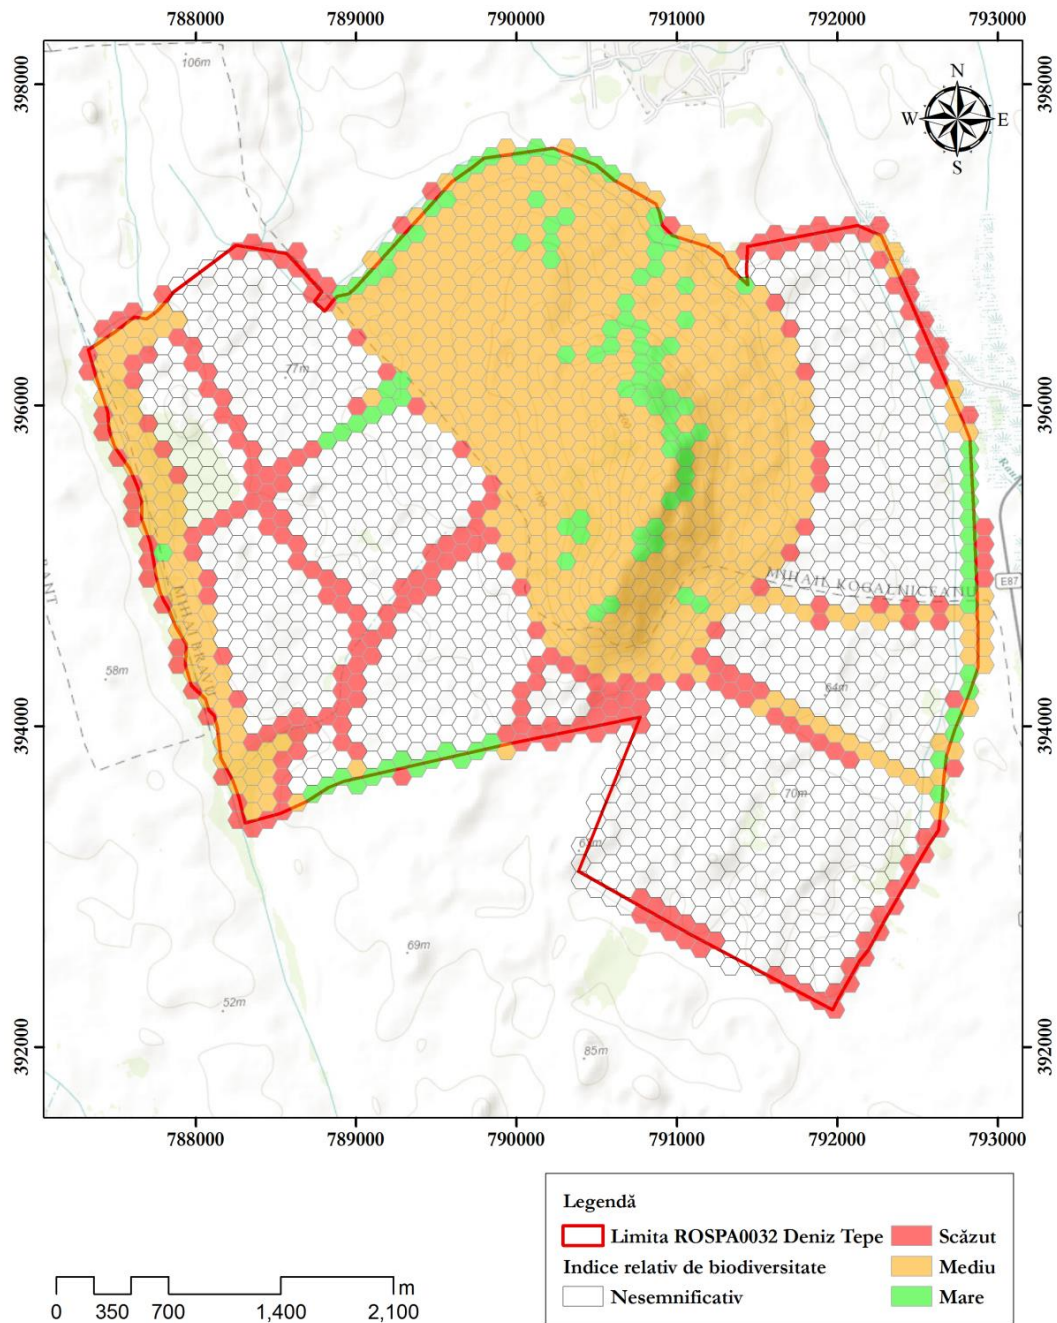 788000 789000 790000 791000 792000 793000
398000 398000
106m
N
W E
S
77m
396000 396000
100
MIHAIL KOGALNICEANU
E87
MIHAI BRAVU
58m
64m
394000 394000
70m
69m
52m
85m
392000 392000
788000 789000 790000 791000 792000 793000
Legendă
Limita ROSPA0032 Deniz Tepe
Scăzut
Indice relativ de biodiversitate
Mediu
Nesemnificativ
Mare
m
0 350 700 1,400 2,100